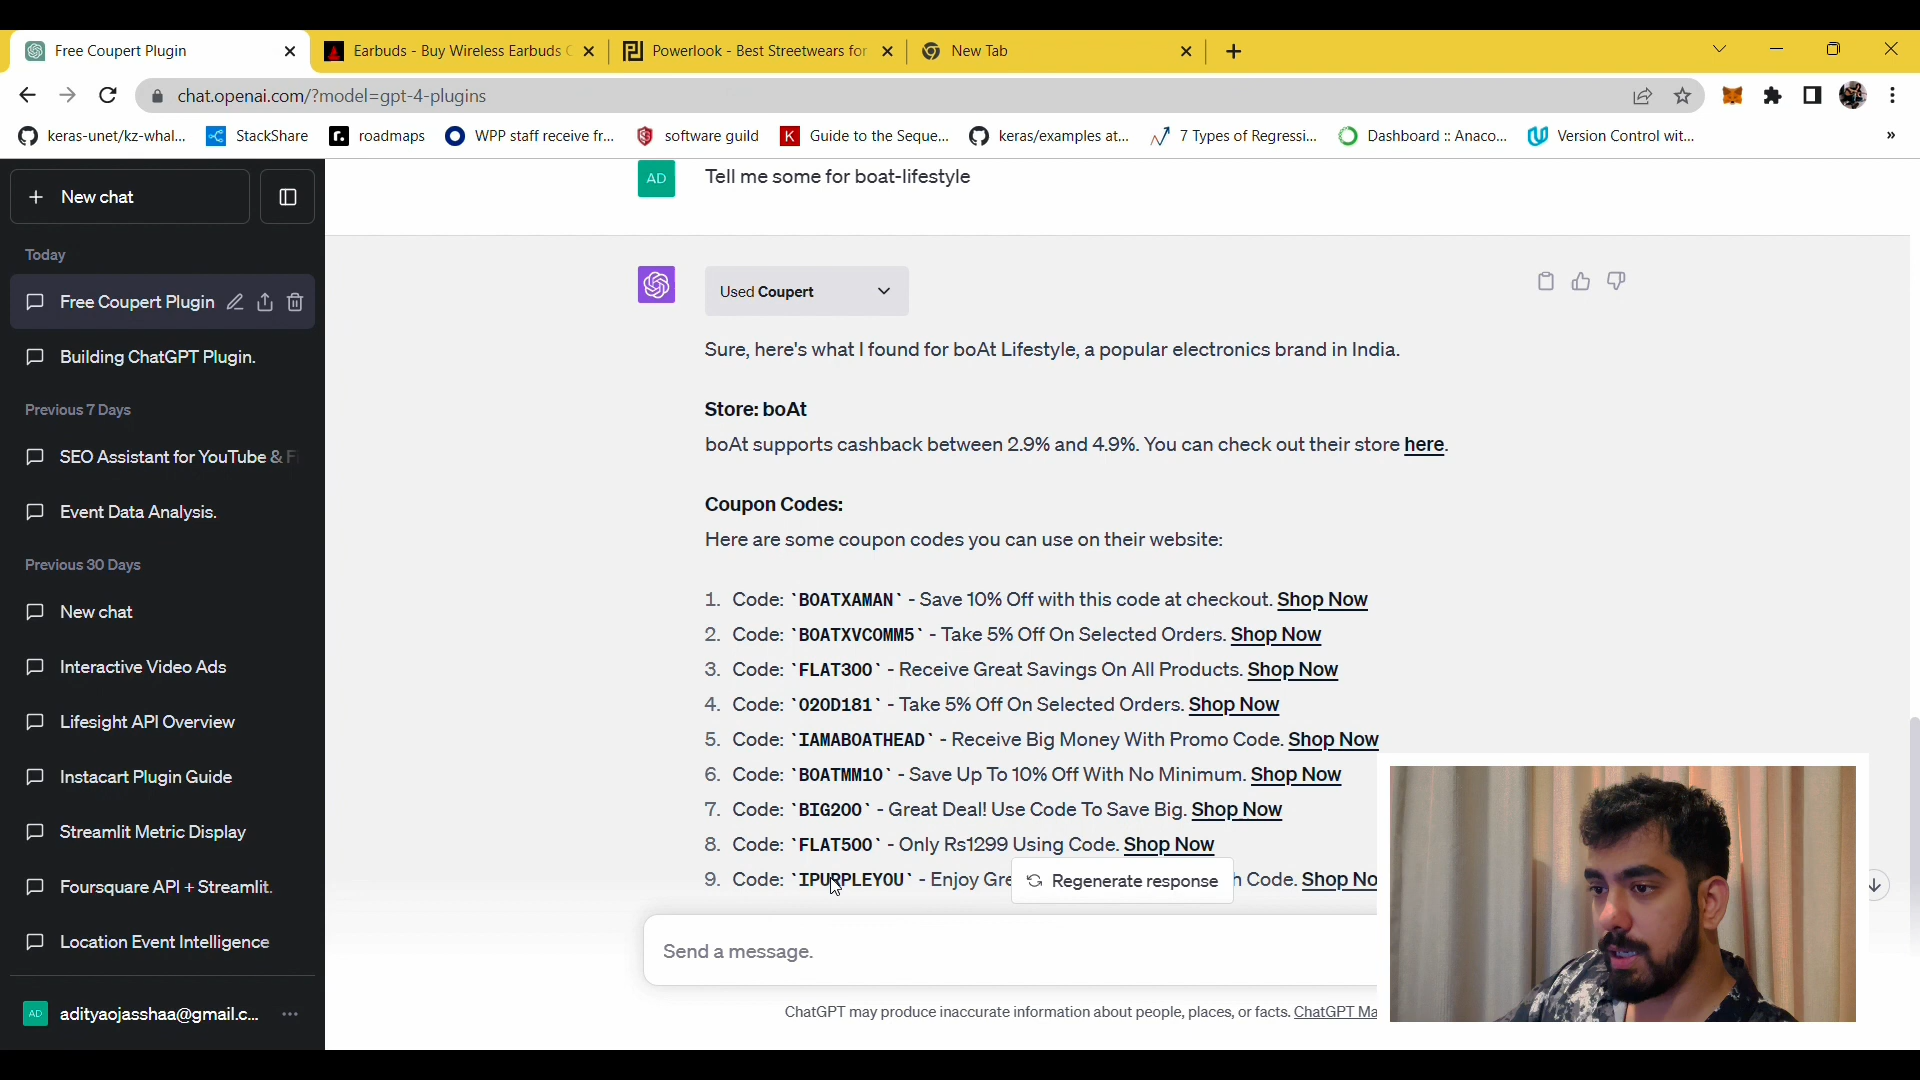 Free Coupert Plugin
Earbuds - Buy Wireless Earbuds
Powerlook - Best Streetwears for
New Tab
chat.openai.com/?model=gpt-4-plugins
keras-unet/kz-whal...
StackShare
roadmaps
WPP staff receive fr...
software guild
Guide to the Seque...
keras/examples at...
7 Types of Regressi...
Dashboard :: Anaco...
Version Control wit...
»
New chat
Today
Free Coupert Plugin
Building ChatGPT Plugin.
Previous 7 Days
SEO Assistant for YouTube &
Event Data Analysis.
Previous 30 Days
New chat
Interactive Video Ads
Lifesight API Overview
Instacart Plugin Guide
Streamlit Metric Display
Foursquare API + Streamlit.
Location Event Intelligence
AD adityaojasshaa@gmail.c... ...
AD Tell me some for boat-lifestyle
Used Coupert
Sure, here's what I found for boAt Lifestyle, a popular electronics brand in India.
Store: boAt
boAt supports cashback between 2.9% and 4.9%. You can check out their store here.
Coupon Codes:
Here are some coupon codes you can use on their website:
1. Code: `BOATXAMAN` - Save 10% Off with this code at checkout. Shop Now
2. Code: `BOATXVCOMM5` - Take 5% Off On Selected Orders. Shop Now
3. Code: `FLAT300` - Receive Great Savings On All Products. Shop Now
4. Code: `O2OD181` - Take 5% Off On Selected Orders. Shop Now
5. Code: `IAMABOATHEAD` - Receive Big Money With Promo Code. Shop Now
6. Code: `BOATMM10` - Save Up To 10% Off With No Minimum. Shop Now
7. Code: `BIG200` - Great Deal! Use Code To Save Big. Shop Now
8. Code: `FLAT500` - Only Rs1299 Using Code. Shop Now
9. Code: `IPURPLEYOU` - Enjoy Code. Shop
Regenerate response
Send a message.
ChatGPT may produce inaccurate information about people, places, or facts. ChatGPT